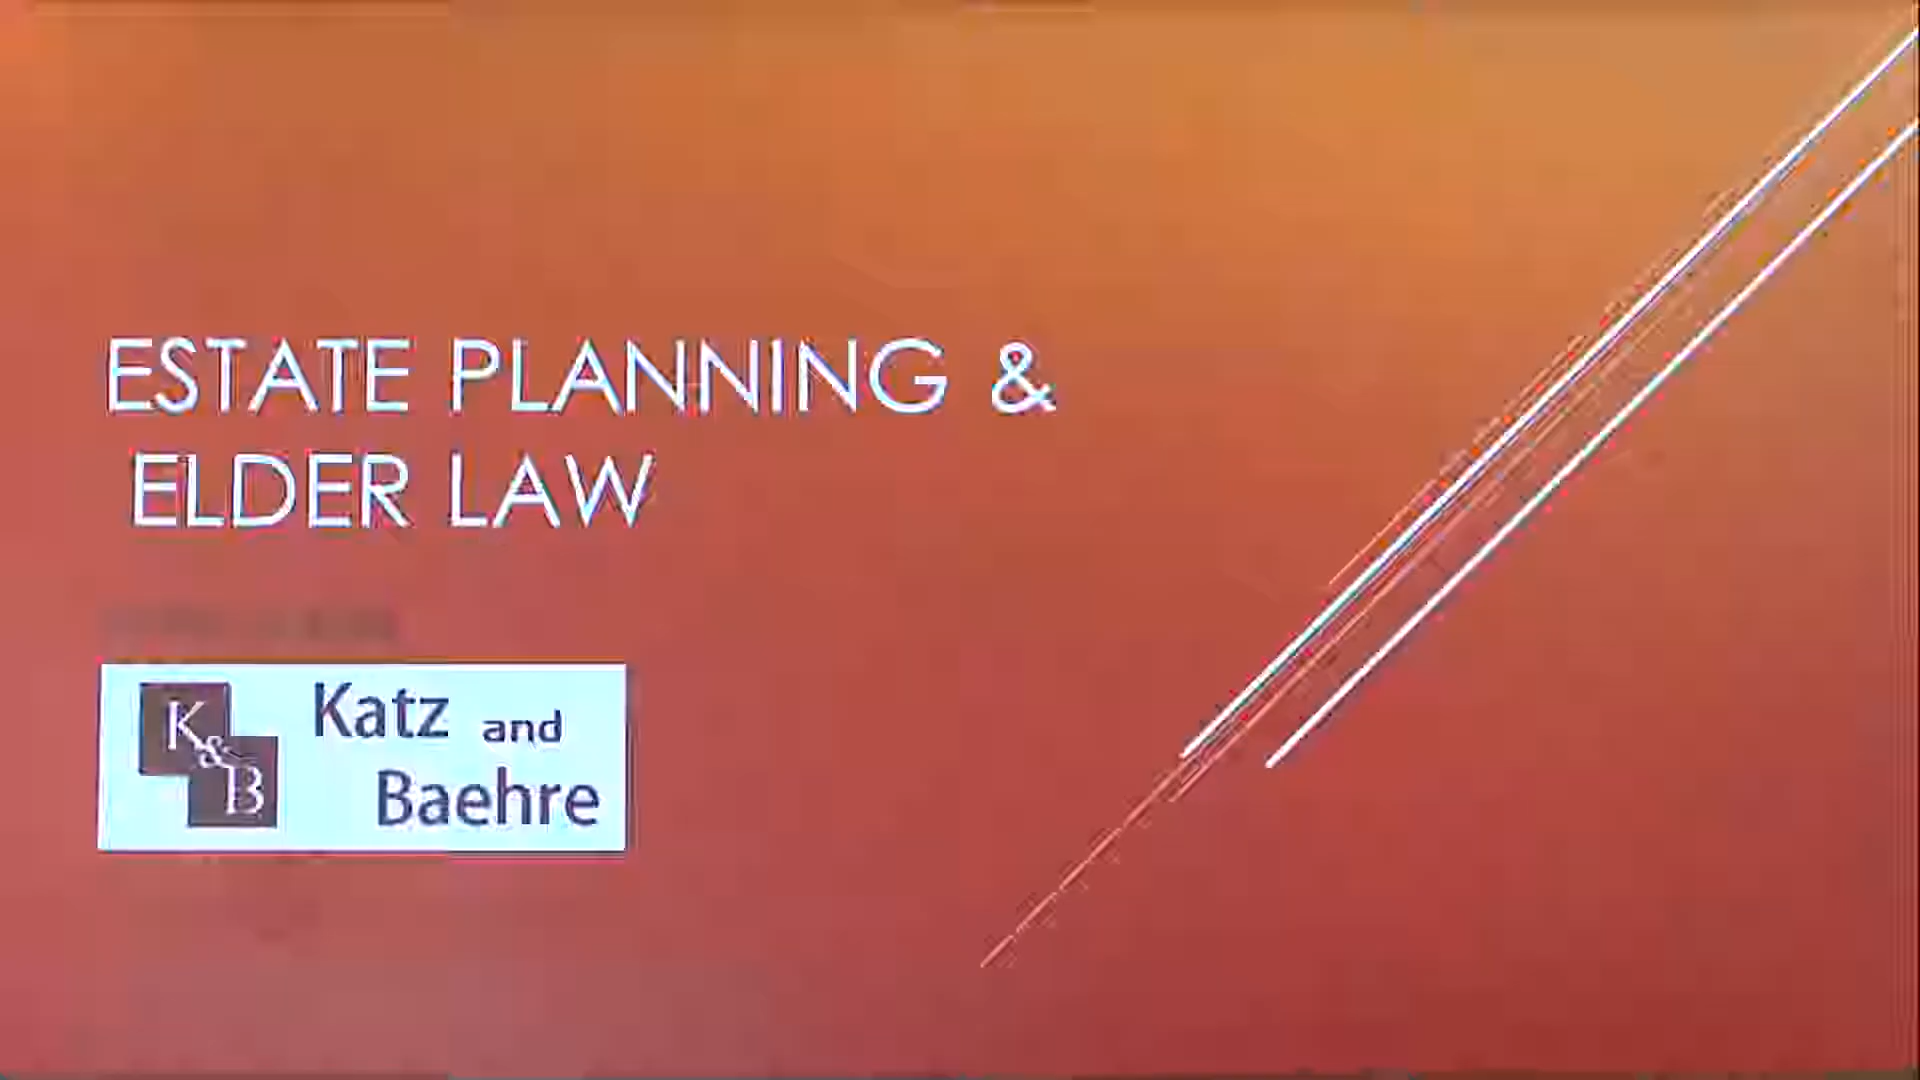 ESTATE PLANNING &
ELDER LAW
K
&
B
Katz and
Baehre